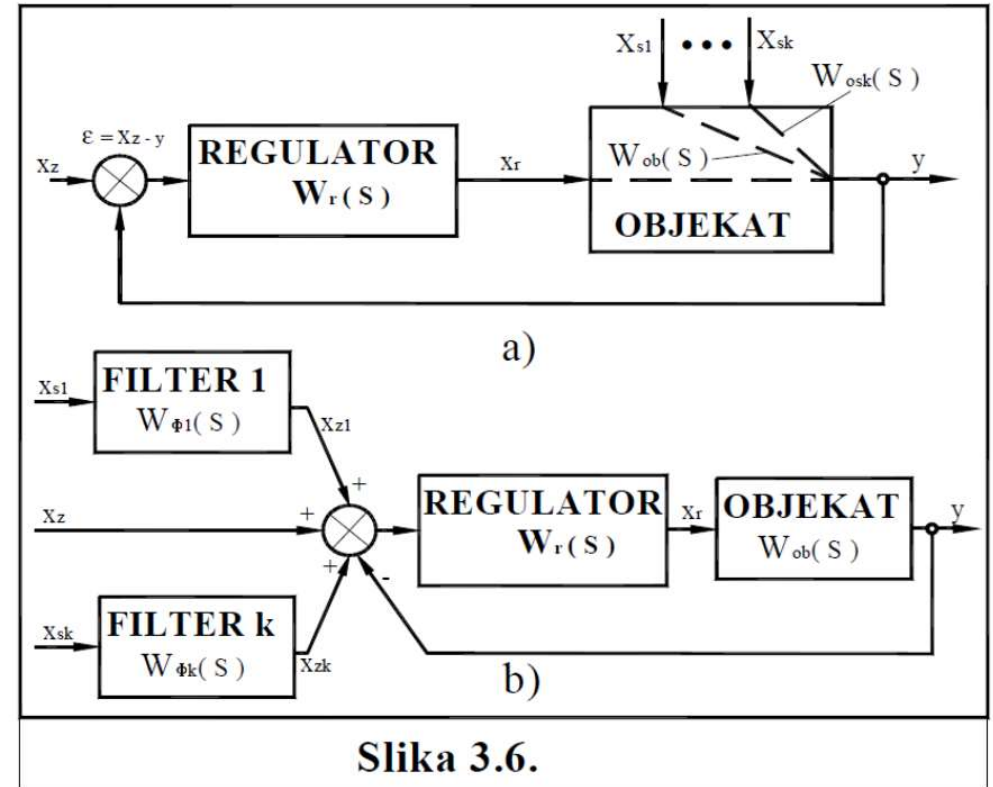 Xs1 ••• Xsk
Wosk( S )
ε = Xz - y
Xz
REGULATOR
Wr ( S )
Xr
Wob( S )
OBJEKAT
y
a)
Xs1
FILTER 1
WΦ1( S )
Xz1
+
Xz
+
REGULATOR
Wr ( S )
Xr
OBJEKAT
Wob( S )
y
+
-
Xsk
FILTER k
WΦk( S )
Xzk
b)
Slika 3.6.